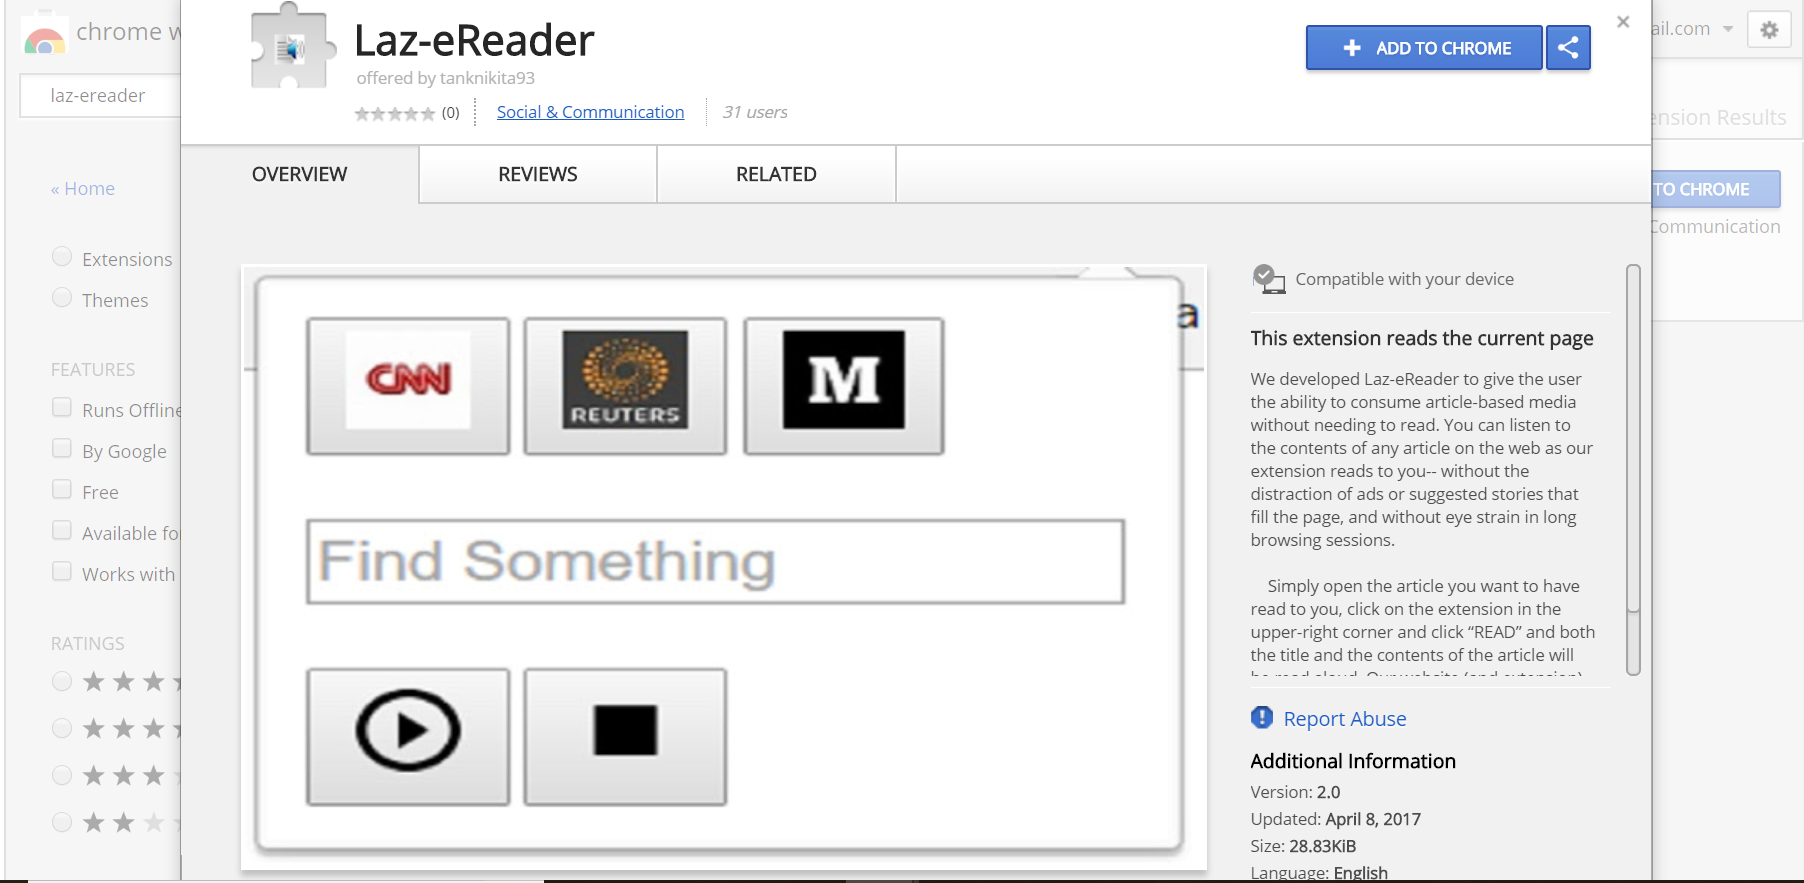 chrome w
laz-ereader
« Home
Extensions
Themes
FEATURES
Runs Offline
By Google
Free
Available fo
Works with
RATINGS
Laz-eReader
offered by tanknikita93
(0)
Social & Communication
31 users
ADD TO CHROME
ail.com
ension Results
TO CHROME
Communication
OVERVIEW
REVIEWS
RELATED
CNN
REUTERS
M
a
Find Something
Compatible with your device
This extension reads the current page
We developed Laz-eReader to give the user
the ability to consume article-based media
without needing to read. You can listen to
the contents of any article on the web as our
extension reads to you-- without the
distraction of ads or suggested stories that
fill the page, and without eye strain in long
browsing sessions.
Simply open the article you want to have
read to you, click on the extension in the
upper-right corner and click “READ” and both
the title and the contents of the article will
be read aloud. Our website (and extension)
Report Abuse
Additional Information
Version: 2.0
Updated: April 8, 2017
Size: 28.83KiB
Language: English